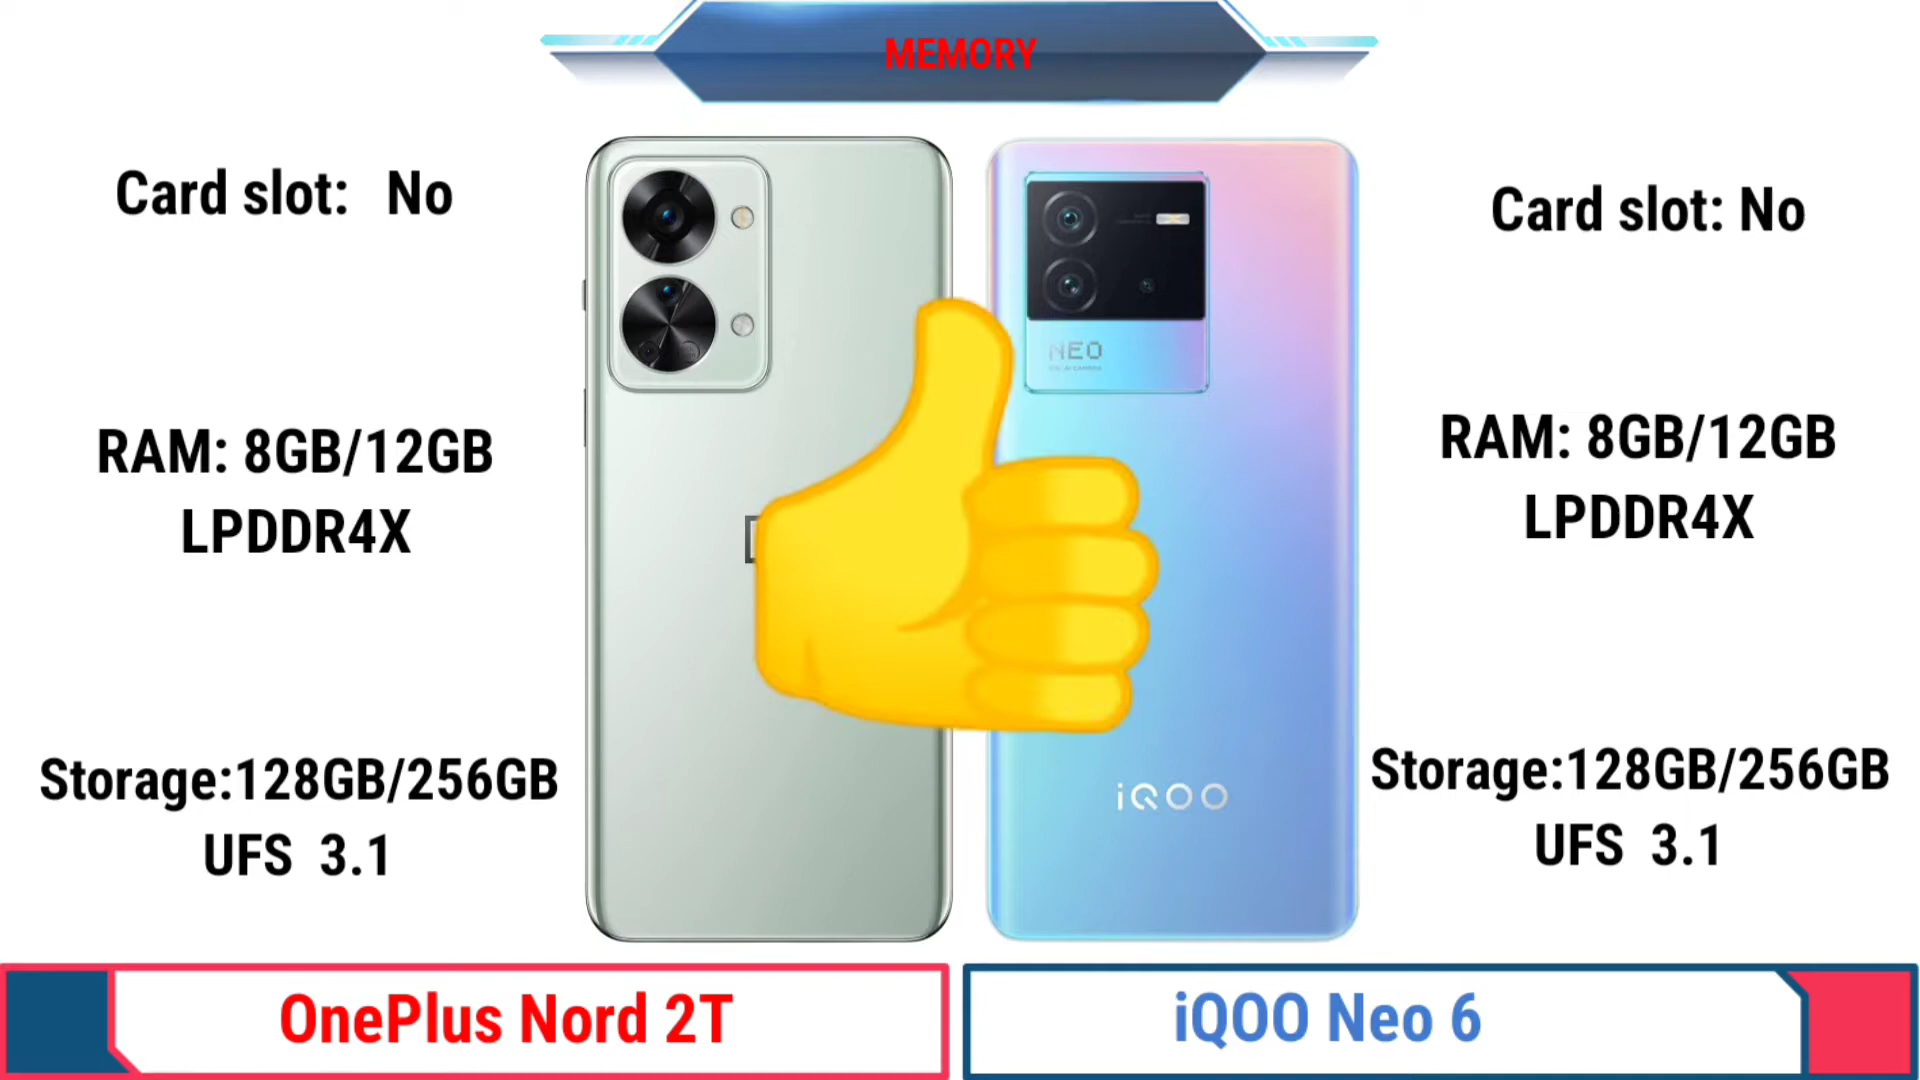 MEMORY
Card slot: No
RAM: 8GB/12GB
LPDDR4X
Storage:128GB/256GB
UFS 3.1
NEO
iQOO
Card slot: No
RAM: 8GB/12GB
LPDDR4X
Storage:128GB/256GB
UFS 3.1
OnePlus Nord 2T
iQOO Neo 6